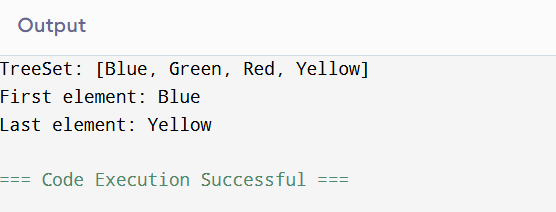 Output
TreeSet: [Blue, Green, Red, Yellow]
First element: Blue
Last element: Yellow
=== Code Execution Successful ===